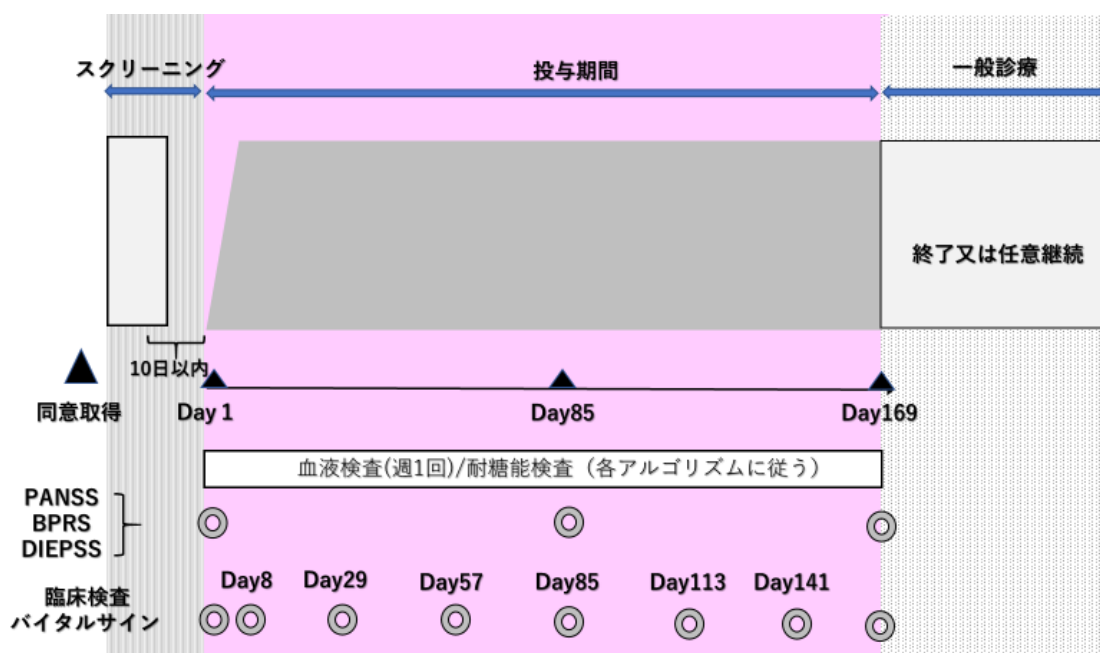 スクリーニング
投与期間
一般診療
終了又は任意継続
10日以内
同意取得
Day 1
Day85
Day169
血液検査(週1回)/耐糖能検査（各アルゴリズムに従う）
PANSS
BPRS
DIEPSS
Day8
Day29
Day57
Day85
Day113
Day141
臨床検査
バイタルサイン